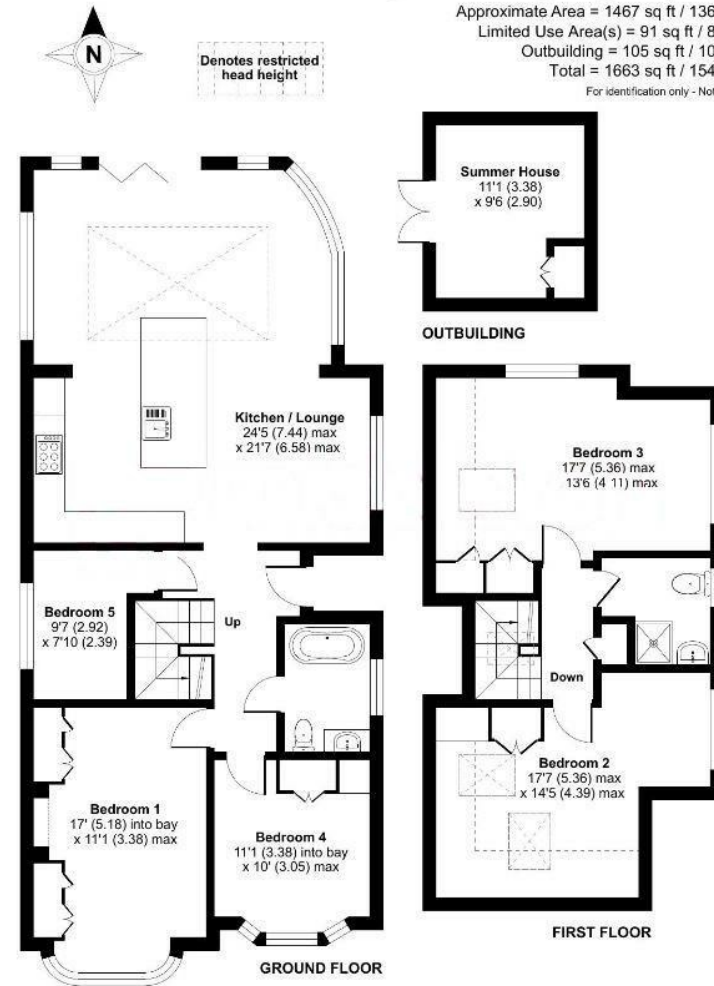 Approximate Area = 1467 sq ft / 136
Limited Use Area(s) = 91 sq ft / 8
Outbuilding = 105 sq ft / 10
Total = 1663 sq ft / 154
For identification only - Not
N
Denotes restricted
head height
Summer House
11'1 (3.38)
x 9'6 (2.90)
OUTBUILDING
Kitchen / Lounge
24'5 (7.44) max
x 21'7 (6.58) max
Bedroom 3
17'7 (5.36) max
13'6 (4.11) max
Bedroom 5
9'7 (2.92)
x 7'10 (2.39)
Up
Down
Bedroom 1
17' (5.18) into bay
x 11'1 (3.38) max
Bedroom 4
11'1 (3.38) into bay
x 10' (3.05) max
Bedroom 2
17'7 (5.36) max
x 14'5 (4.39) max
GROUND FLOOR
FIRST FLOOR